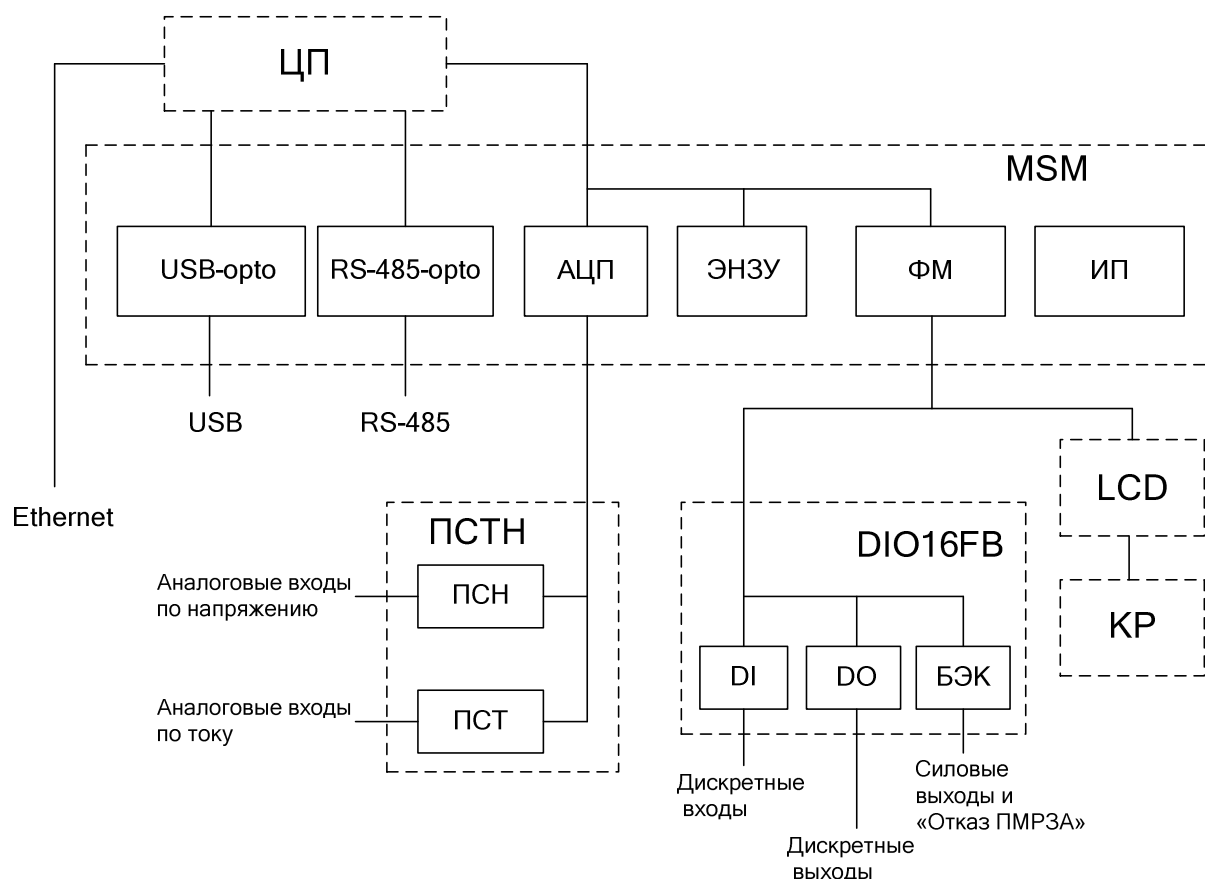 ЦП
MSM
USB-opto
RS-485-opto
АЦП
ЭНЗУ
ФМ
ИП
USB
RS-485
Ethernet
LCD
КР
ПСТН
Аналоговые входы
по напряжению
ПСН
Аналоговые входы
по току
ПСТ
DIO16FB
DI
DO
БЭК
Дискретные
входы
Дискретные
выходы
Силовые
выходы и
«Отказ ПМРЗА»